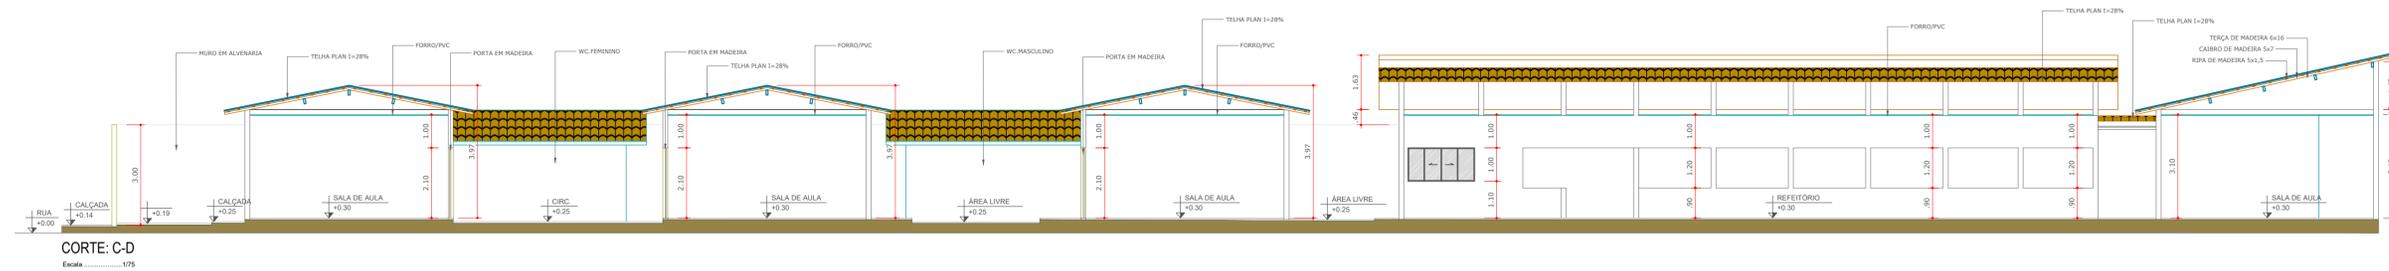 TELHA PLAN I=28%
TELHA PLAN I=28%
TELHA PLAN I=28%
FORRO/PVC
TERÇA DE MADEIRA 6x16
CAIBRO DE MADEIRA 5x7
RIPA DE MADEIRA 5x1,5
MURO EM ALVENARIA
TELHA PLAN I=28%
FORRO/PVC
PORTA EM MADEIRA
WC.FEMININO
PORTA EM MADEIRA
TELHA PLAN I=28%
FORRO/PVC
WC.MASCULINO
PORTA EM MADEIRA
FORRO/PVC
1.63
.46
3.00
1.00
2.10
3.97
1.00
2.10
3.97
1.00
2.10
3.97
1.00
1.00
1.10
1.00
1.20
.90
1.00
1.20
.90
1.00
1.20
.90
3.10
RUA
+0.00
CALÇADA
+0.14
+0.19
CALÇADA
+0.25
SALA DE AULA
+0.30
CIRC.
+0.25
SALA DE AULA
+0.30
ÁREA LIVRE
+0.25
SALA DE AULA
+0.30
ÁREA LIVRE
+0.25
REFEITÓRIO
+0.30
SALA DE AULA
+0.30
CORTE: C-D
Escala ...................1/75